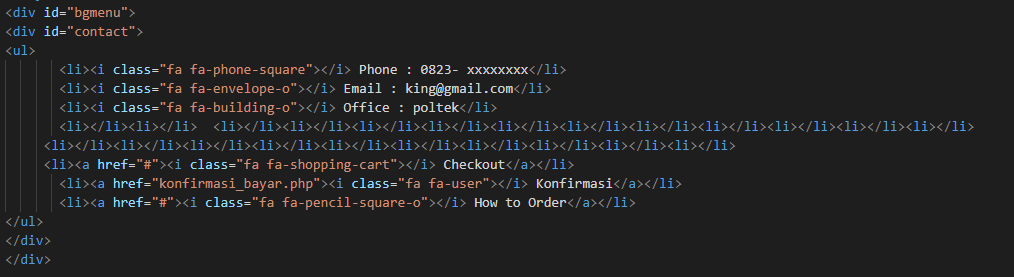 <div id="bgmenu">
<div id="contact">
<ul>
<li><i class="fa fa-phone-square"></i> Phone : 0823- xxxxxxxx</li>
<li><i class="fa fa-envelope-o"></i> Email : king@gmail.com</li>
<li><i class="fa fa-building-o"></i> Office : poltek</li>
<li></li><li></li>  <li></li><li></li><li></li><li></li><li></li><li></li><li></li><li></li><li></li><li></li><li></li>
<li></li><li></li><li></li><li></li><li></li><li></li><li></li><li></li><li></li><li></li>
<li><a href="#"><i class="fa fa-shopping-cart"></i> Checkout</a></li>
<li><a href="konfirmasi_bayar.php"><i class="fa fa-user"></i> Konfirmasi</a></li>
<li><a href="#"><i class="fa fa-pencil-square-o"></i> How to Order</a></li>
</ul>
</div>
</div>